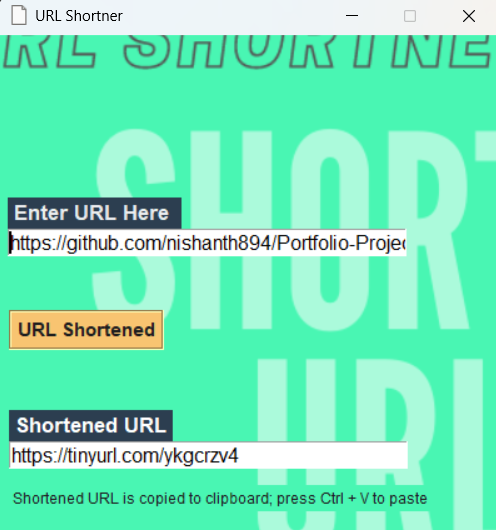 URL Shortner
RL SHORTNE
SHORT
Enter URL Here
https://github.com/nishanth894/Portfolio-Projec
URL Shortened
URL
Shortened URL
https://tinyurl.com/ykgcrzv4
Shortened URL is copied to clipboard; press Ctrl + V to paste